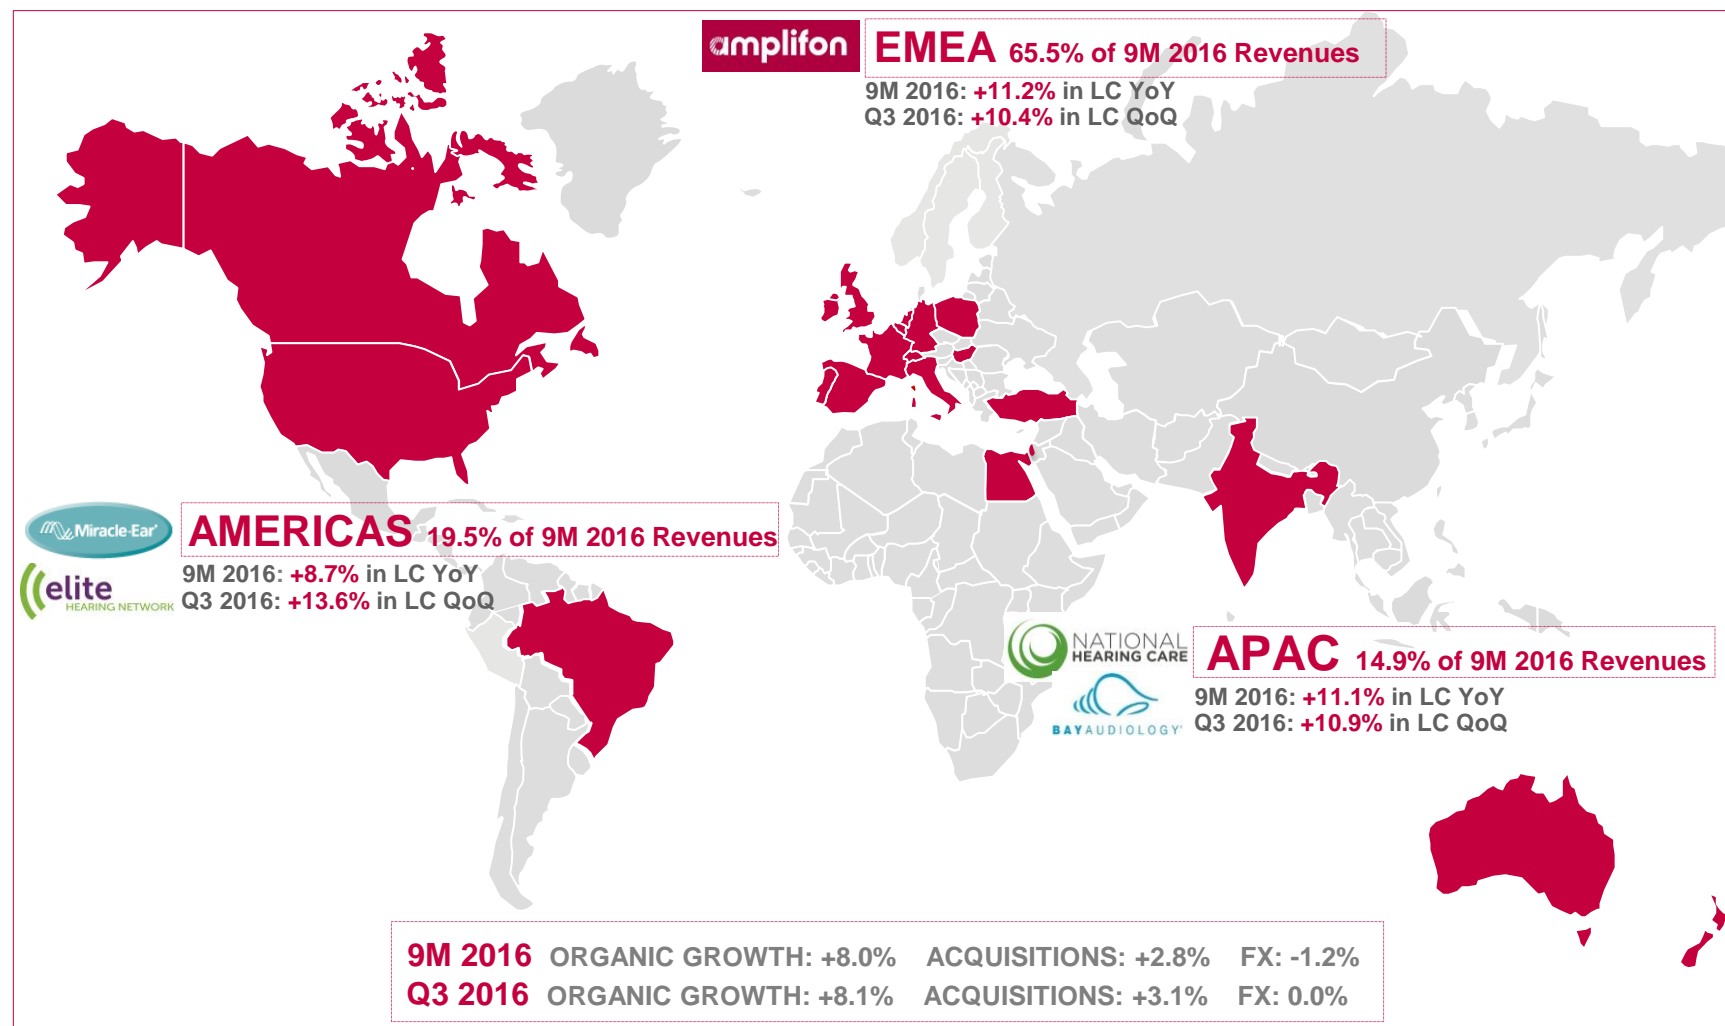 amplifon
EMEA 65.5% of 9M 2016 Revenues
9M 2016: +11.2% in LC YoY
Q3 2016: +10.4% in LC QoQ
Miracle-Ear®
elite
HEARING NETWORK
AMERICAS 19.5% of 9M 2016 Revenues
9M 2016: +8.7% in LC YoY
Q3 2016: +13.6% in LC QoQ
NATIONAL
HEARING CARE
BAYAUDIOLOGY
APAC 14.9% of 9M 2016 Revenues
9M 2016: +11.1% in LC YoY
Q3 2016: +10.9% in LC QoQ
9M 2016 ORGANIC GROWTH: +8.0% ACQUISITIONS: +2.8% FX: -1.2%
Q3 2016 ORGANIC GROWTH: +8.1% ACQUISITIONS: +3.1% FX: 0.0%